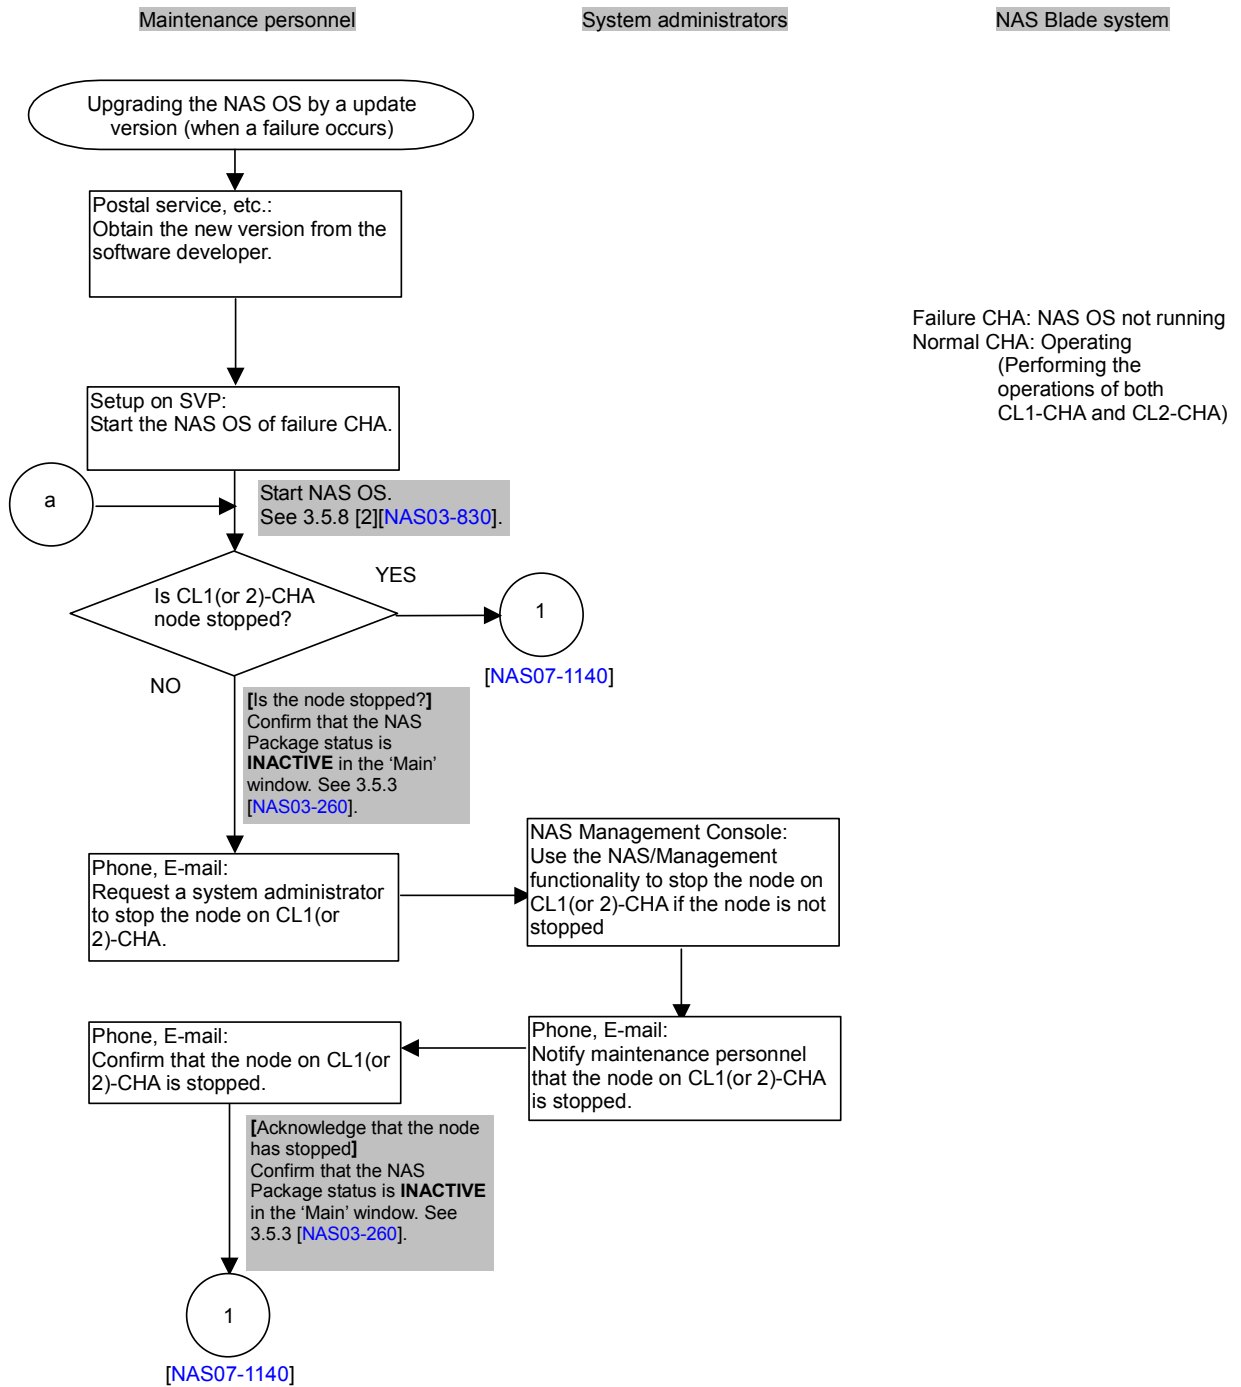 Maintenance personnel
System administrators
NAS Blade system
Upgrading the NAS OS by a update
version (when a failure occurs)
Postal service, etc.:
Obtain the new version from the
software developer.
Failure CHA: NAS OS not running
Normal CHA: Operating
(Performing the
operations of both
CL1-CHA and CL2-CHA)
Setup on SVP:
Start the NAS OS of failure CHA.
a
Start NAS OS.
See 3.5.8 [2][NAS03-830].
Is CL1(or 2)-CHA
node stopped?
YES
1
[NAS07-1140]
NO
[Is the node stopped?]
Confirm that the NAS
Package status is
INACTIVE in the ‘Main’
window. See 3.5.3
[NAS03-260].
Phone, E-mail:
Request a system administrator
to stop the node on CL1(or
2)-CHA.
NAS Management Console:
Use the NAS/Management
functionality to stop the node on
CL1(or 2)-CHA if the node is not
stopped
Phone, E-mail:
Notify maintenance personnel
that the node on CL1(or 2)-CHA
is stopped.
Phone, E-mail:
Confirm that the node on CL1(or
2)-CHA is stopped.
[Acknowledge that the node
has stopped]
Confirm that the NAS
Package status is INACTIVE
in the ‘Main’ window. See
3.5.3 [NAS03-260].
1
[NAS07-1140]